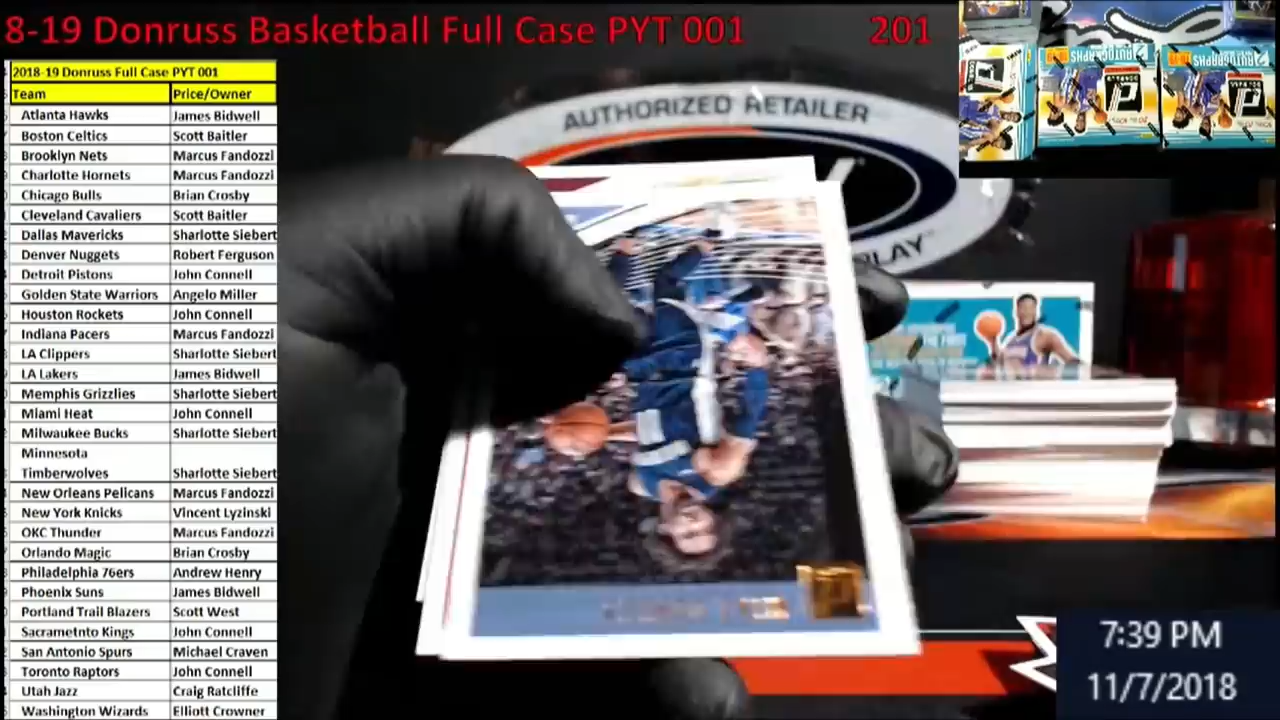 8-19 Donruss Basketball Full Case PYT 001 201
2018-19 Donruss Full Case PYT 001
Team Price/Owner
Atlanta Hawks James Bidwell
Boston Celtics Scott Baitler
Brooklyn Nets Marcus Fandozzi
Charlotte Hornets Marcus Fandozzi
Chicago Bulls Brian Crosby
Cleveland Cavaliers Scott Baitler
Dallas Mavericks Sharlotte Siebert
Denver Nuggets Robert Ferguson
Detroit Pistons John Connell
Golden State Warriors Angelo Miller
Houston Rockets John Connell
Indiana Pacers Marcus Fandozzi
LA Clippers Sharlotte Siebert
LA Lakers James Bidwell
Memphis Grizzlies Sharlotte Siebert
Miami Heat John Connell
Milwaukee Bucks Sharlotte Siebert
Minnesota
Timberwolves Sharlotte Siebert
New Orleans Pelicans Marcus Fandozzi
New York Knicks Vincent Lyzinski
OKC Thunder Marcus Fandozzi
Orlando Magic Brian Crosby
Philadelphia 76ers Andrew Henry
Phoenix Suns James Bidwell
Portland Trail Blazers Scott West
Sacrametnto Kings John Connell
San Antonio Spurs Michael Craven
Toronto Raptors John Connell
Utah Jazz Craig Ratcliffe
Washington Wizards Elliott Crowner
AUTHORIZED RETAILER
PLAY
AUTOGRAPHS
AUTOGRAPHS
7:39 PM
11/7/2018